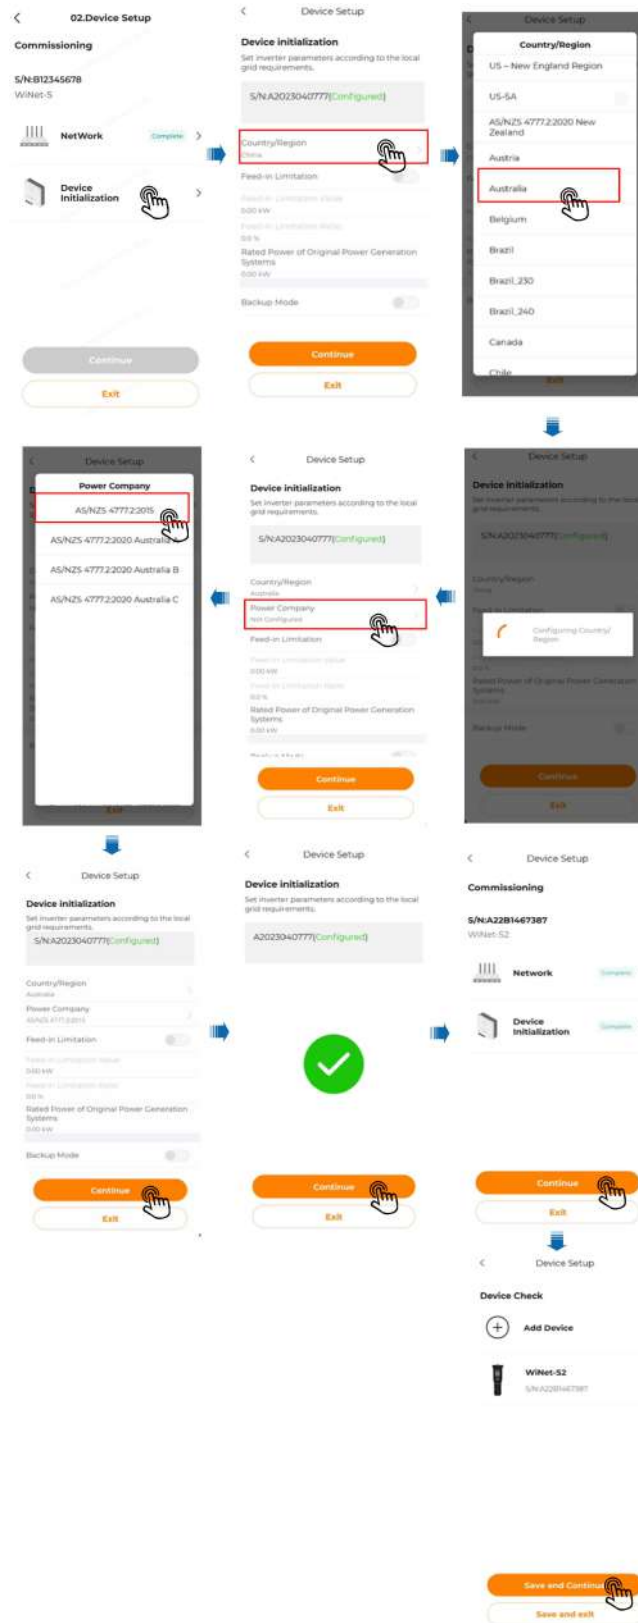 02.Device Setup
Commissioning
S/N:B12345678
WiNet-S
NetWork
Complete
Device
Initialization
Continue
Exit
Device Setup
Device initialization
Set inverter parameters according to the local
grid requirements.
S/N:A2023040777(Configured)
Country/Region
China
Feed-in Limitation
Feed-in Limitation Value
0.00 kW
Feed-in Limitation Ratio
0.0 %
Rated Power of Original Power Generation
Systems
0.00 kW
Backup Mode
Continue
Exit
Device Setup
Country/Region
US – New England Region
US-SA
AS/NZS 4777.2:2020 New
Zealand
Austria
Australia
Belgium
Brazil
Brazil_230
Brazil_240
Canada
Chile
Exit
Device Setup
Device initialization
Set inverter parameters according to the local
grid requirements.
S/N:A2023040777(Configured)
Country/Region
China
Feed-in Limitation
Configuring Country/
Region
0.0 %
Rated Power of Original Power Generation
Systems
Backup Mode
Continue
Exit
Device Setup
Device initialization
Set inverter parameters according to the local
grid requirements.
S/N:A2023040777(Configured)
Country/Region
Australia
Power Company
Not Configured
Feed-in Limitation
Feed-in Limitation Value
0.00 kW
Feed-in Limitation Ratio
0.0 %
Rated Power of Original Power Generation
Systems
0.00 kW
Backup Mode
Continue
Exit
Device Setup
Power Company
AS/NZS 4777.2:2015
AS/NZS 4777.2:2020 Australia A
AS/NZS 4777.2:2020 Australia B
AS/NZS 4777.2:2020 Australia C
Exit
Device Setup
Device initialization
Set inverter parameters according to the local
grid requirements.
S/N:A2023040777(Configured)
Country/Region
Australia
Power Company
AS/NZS 4777.2:2015
Feed-in Limitation
Feed-in Limitation Value
0.00 kW
Feed-in Limitation Ratio
0.0 %
Rated Power of Original Power Generation
Systems
0.00 kW
Backup Mode
Continue
Exit
Device Setup
Device initialization
Set inverter parameters according to the local
grid requirements.
A2023040777(Configured)
Continue
Exit
Device Setup
Commissioning
S/N:A22B1467387
WiNet-S2
Network
Complete
Device
Initialization
Complete
Continue
Exit
Device Setup
Device Check
Add Device
WiNet-S2
S/N:A22B1467387
Save and Continue
Save and exit